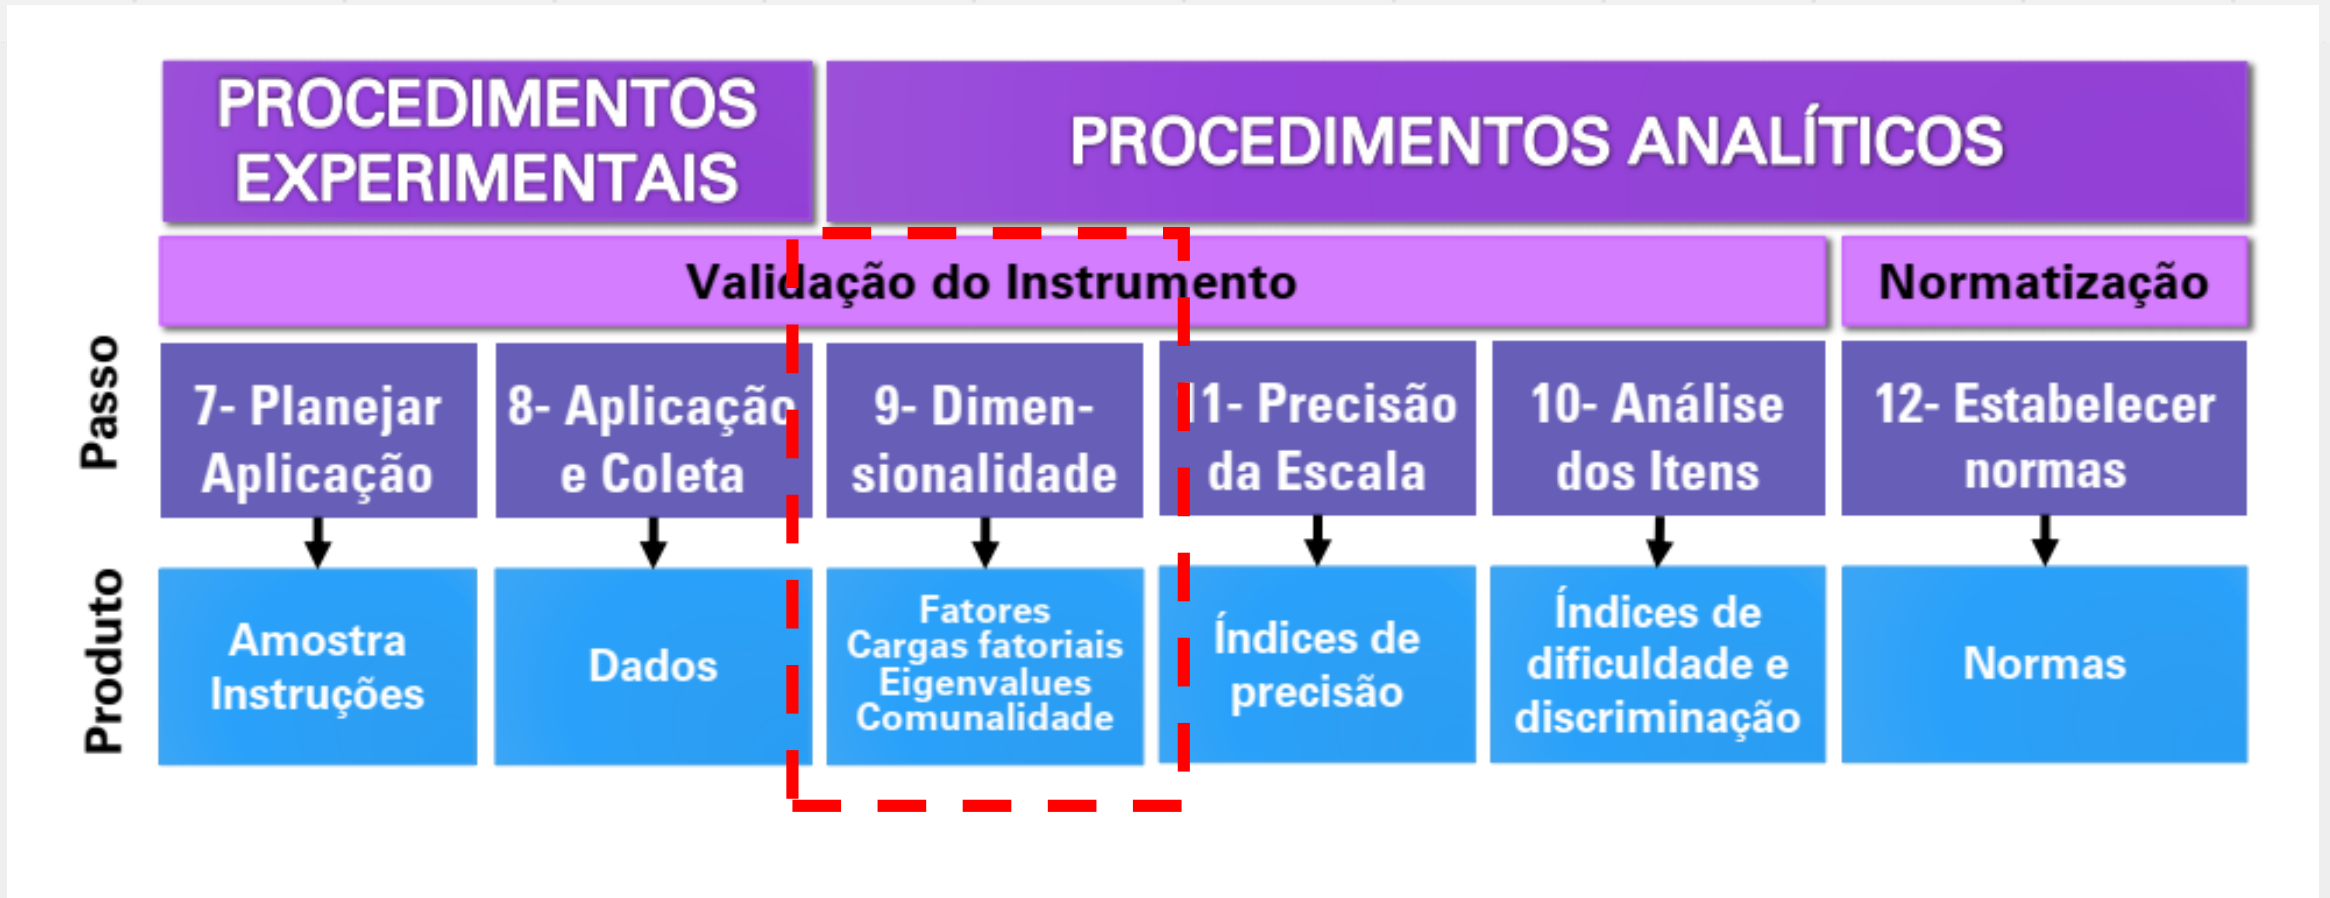 PROCEDIMENTOS
EXPERIMENTAIS
PROCEDIMENTOS ANALÍTICOS
Validação do Instrumento
Normatização
Passo
7- Planejar
Aplicação
8- Aplicação
e Coleta
9- Dimen-
sionalidade
11- Precisão
da Escala
10- Análise
dos Itens
12- Estabelecer
normas
Produto
Amostra
Instruções
Dados
Fatores
Cargas fatoriais
Eigenvalues
Comunalidade
Índices de
precisão
Índices de
dificuldade e
discriminação
Normas